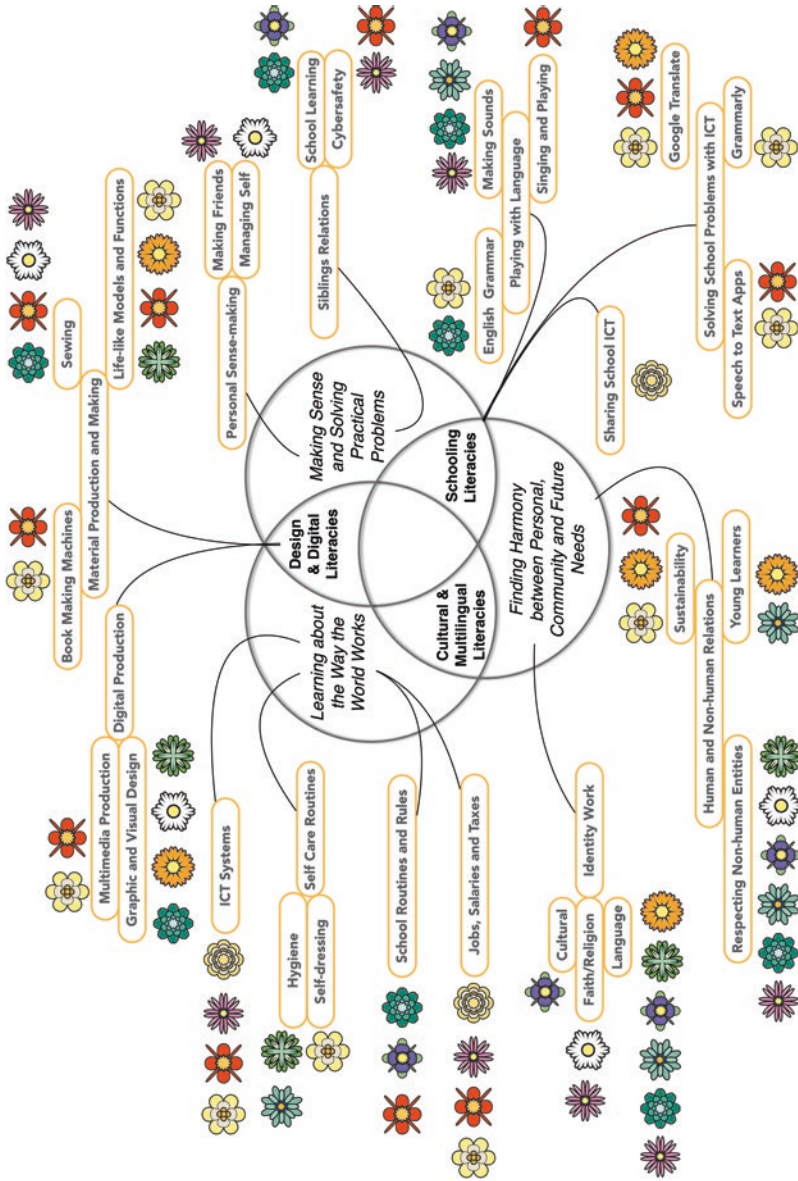 Multimedia Production
Graphic and Visual Design
Digital Production
Book Making Machines
Material Production and Making
Sewing
Life-like Models and Functions
Making Friends
Managing Self
Personal Sense-making
School Learning
Cybersafety
Siblings Relations
ICT Systems
Hygiene
Self-dressing
Self Care Routines
School Routines and Rules
Jobs, Salaries and Taxes
Learning about
the Way the
World Works
Design
& Digital
Literacies
Making Sense
and Solving
Practical
Problems
Cultural &
Multilingual
Literacies
Schooling
Literacies
Finding Harmony
between Personal,
Community and Future
Needs
English Grammar
Making Sounds
Playing with Language
Singing and Playing
Cultural
Faith/Religion
Language
Identity Work
Sustainability
Human and Non-human Relations
Young Learners
Respecting Non-human Entities
Sharing School ICT
Google Translate
Solving School Problems with ICT
Speech to Text Apps
Grammarly